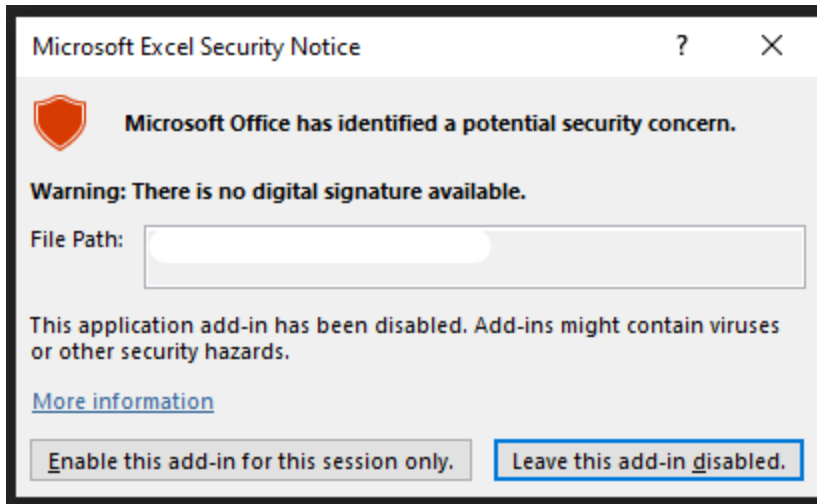 Microsoft Excel Security Notice
?
Microsoft Office has identified a potential security concern.
Warning: There is no digital signature available.
File Path:
This application add-in has been disabled. Add-ins might contain viruses
or other security hazards.
More information
Enable this add-in for this session only.
Leave this add-in disabled.